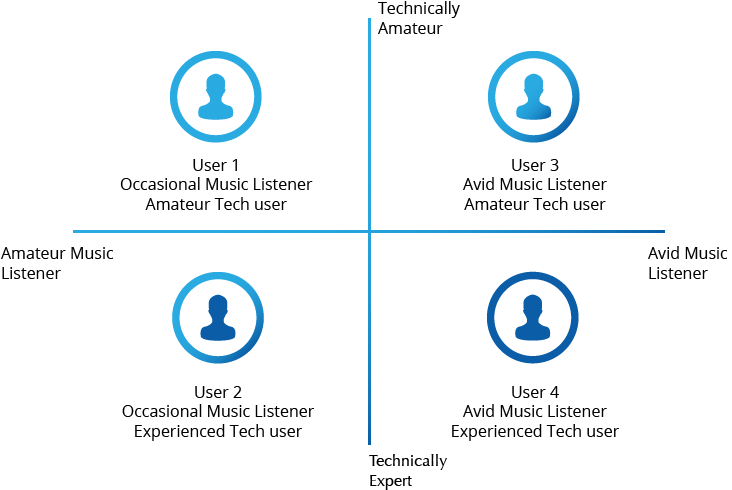 Technically
Amateur
User 1
Occasional Music Listener
Amateur Tech user
User 3
Avid Music Listener
Amateur Tech user
Amateur Music
Listener
Avid Music
Listener
User 2
Occasional Music Listener
Experienced Tech user
User 4
Avid Music Listener
Experienced Tech user
Technically
Expert